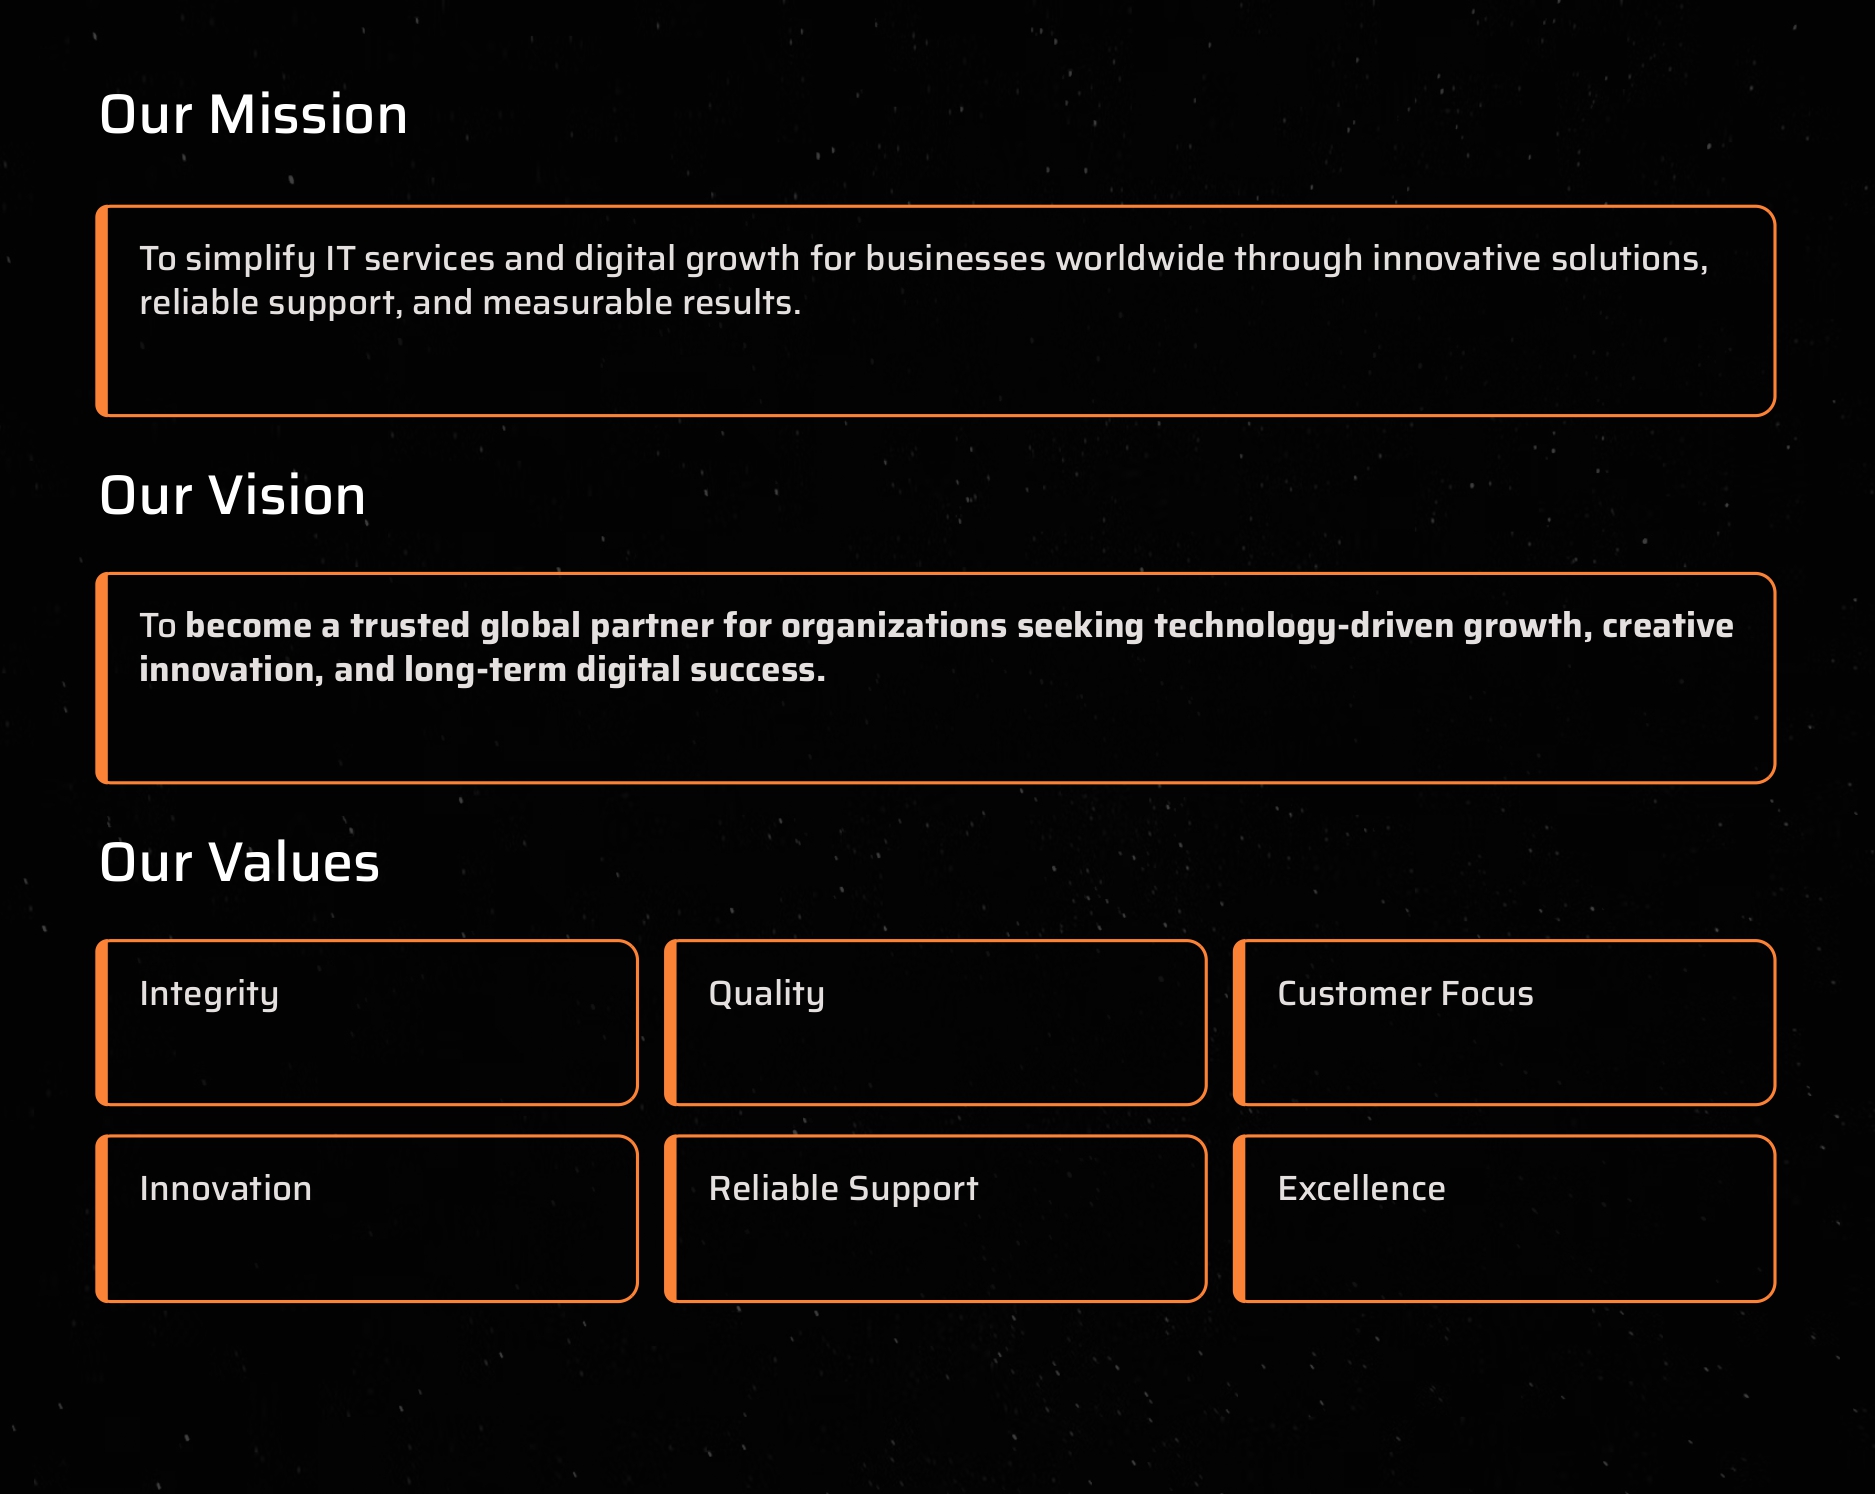 Our Mission
To simplify IT services and digital growth for businesses worldwide through innovative solutions,
reliable support, and measurable results.
Our Vision
To become a trusted global partner for organizations seeking technology-driven growth, creative
innovation, and long-term digital success.
Our Values
Integrity
Quality
Customer Focus
Innovation
Reliable Support
Excellence